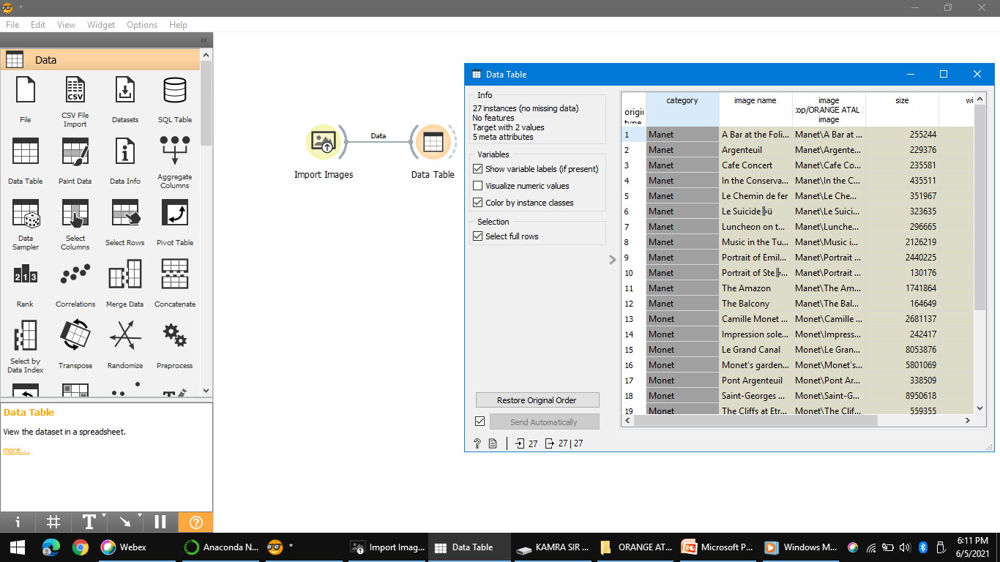 *
File Edit View Widget Options Help
Data
File
CSV File Import
Datasets
SQL Table
Data Table
Paint Data
Data Info
Aggregate Columns
Data Sampler
Select Columns
Select Rows
Pivot Table
Rank
Correlations
Merge Data
Concatenate
Select by Data Index
Transpose
Randomize
Preprocess
Data Table
View the dataset in a spreadsheet.
more...
Import Images
Data
Data Table
Data Table
Info
27 instances (no missing data)
No features
Target with 2 values
5 meta attributes
Variables
Show variable labels (if present)
Visualize numeric values
Color by instance classes
Selection
Select full rows
Restore Original Order
Send Automatically
27 27 | 27
category image name image size wi
origi top/ORANGE ATAL
type image
1 Manet A Bar at the Foli... Manet\A Bar at ... 255244
2 Manet Argenteuil Manet\Argente... 229376
3 Manet Cafe Concert Manet\Cafe Co... 235581
4 Manet In the Conserva... Manet\In the C... 435511
5 Manet Le Chemin de fer Manet\Le Che... 351967
6 Manet Le Suicide╠ü Manet\Le Suici... 323635
7 Manet Luncheon on t... Manet\Lunche... 296665
8 Manet Music in the Tu... Manet\Music i... 2126219
9 Manet Portrait of Emil... Manet\Portrait ... 2440225
10 Manet Portrait of Ste╠... Manet\Portrait ... 130176
11 Manet The Amazon Manet\The Am... 1741864
12 Manet The Balcony Manet\The Bal... 164649
13 Monet Camille Monet ... Monet\Camille ... 2681137
14 Monet Impression sole... Monet\Impress... 242417
15 Monet Le Grand Canal Monet\Le Gran... 8053876
16 Monet Monet's garden... Monet\Monet's... 5801069
17 Monet Pont Argenteuil Monet\Pont Ar... 338509
18 Monet Saint-Georges ... Monet\Saint-G... 8950618
19 Monet The Cliffs at Etr... Monet\The Clif... 559355
Webex Anaconda N... * Import Imag... Data Table KAMRA SIR ... ORANGE AT... Microsoft P... Windows M... 6:11 PM
6/5/2021